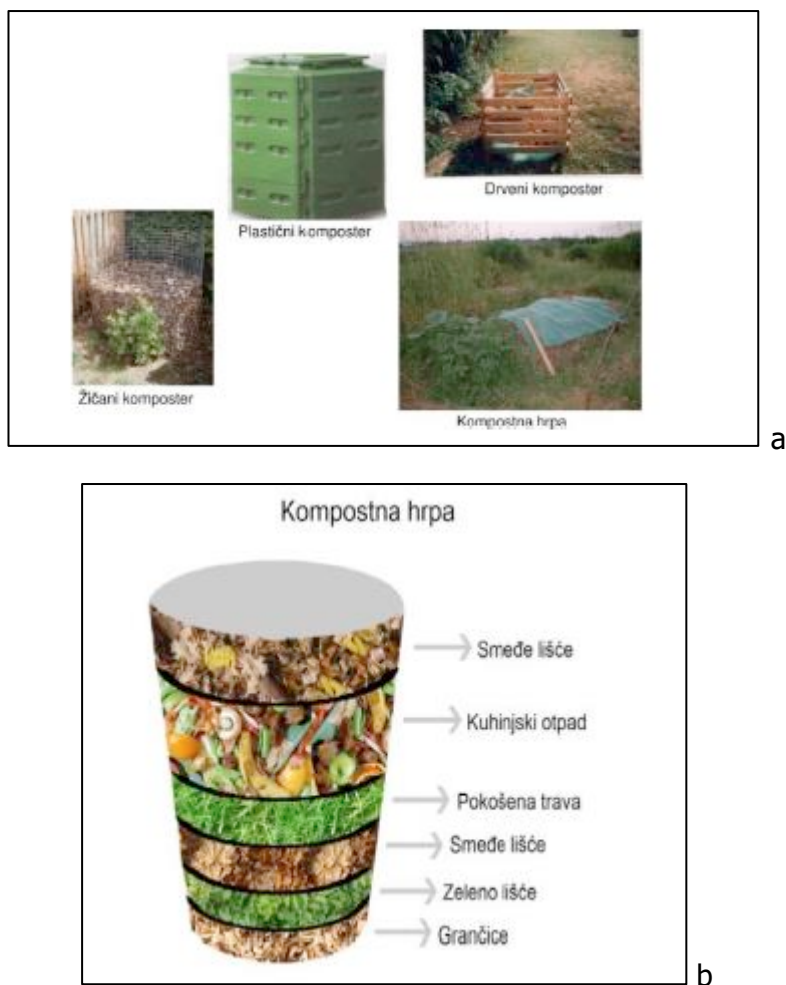 Drveni komposter
Plastični komposter
Žičani komposter
Kompostna hrpa
a
Kompostna hrpa
Smeđe lišće
Kuhinjski otpad
Pokošena trava
Smeđe lišće
Zeleno lišće
Grančice
b